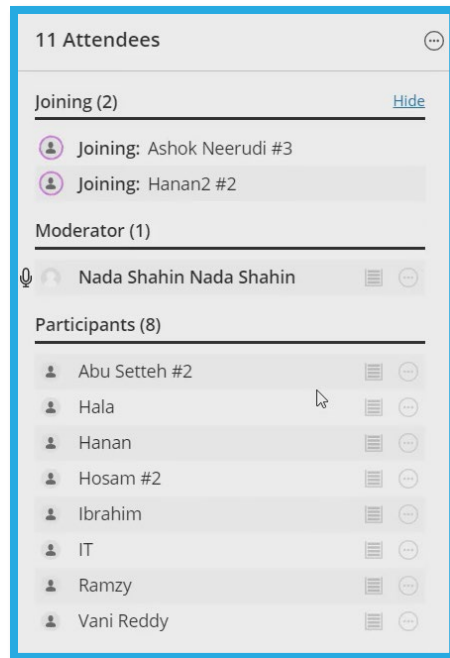 11 Attendees
Joining (2) Hide
Joining: Ashok Neerudi #3
Joining: Hanan2 #2
Moderator (1)
Nada Shahin Nada Shahin
Participants (8)
Abu Setteh #2
Hala
Hanan
Hosam #2
Ibrahim
IT
Ramzy
Vani Reddy